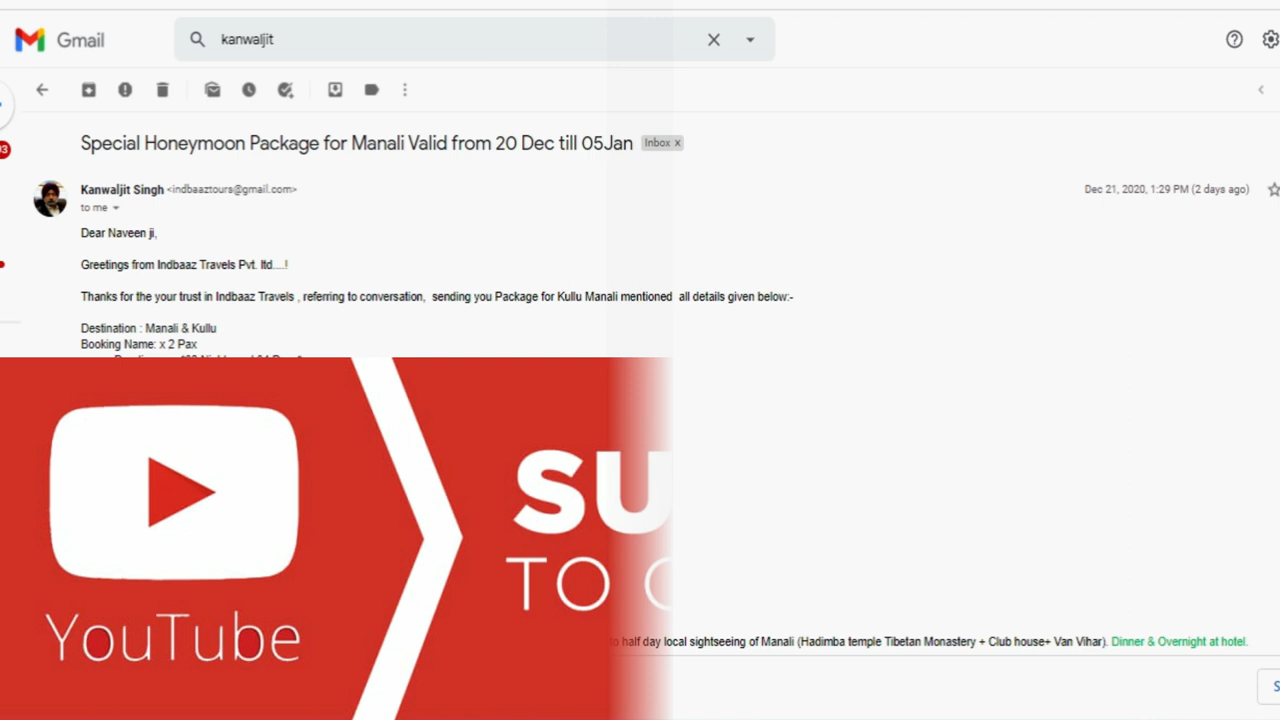 Gmail
kanwaljit
Special Honeymoon Package for Manali Valid from 20 Dec till 05Jan Inbox x
Kanwaljit Singh <indbaaztours@gmail.com> Dec 21, 2020, 1:29 PM (2 days ago)
to me
Dear Naveen ji,
Greetings from Indbaaz Travels Pvt. ltd....!
Thanks for the your trust in Indbaaz Travels , referring to conversation, sending you Package for Kullu Manali mentioned all details given below:-
Destination : Manali & Kullu
Booking Name: x 2 Pax
SU
TO
YouTube
to half day local sightseeing of Manali (Hadimba temple Tibetan Monastery + Club house+ Van Vihar). Dinner & Overnight at hotel.